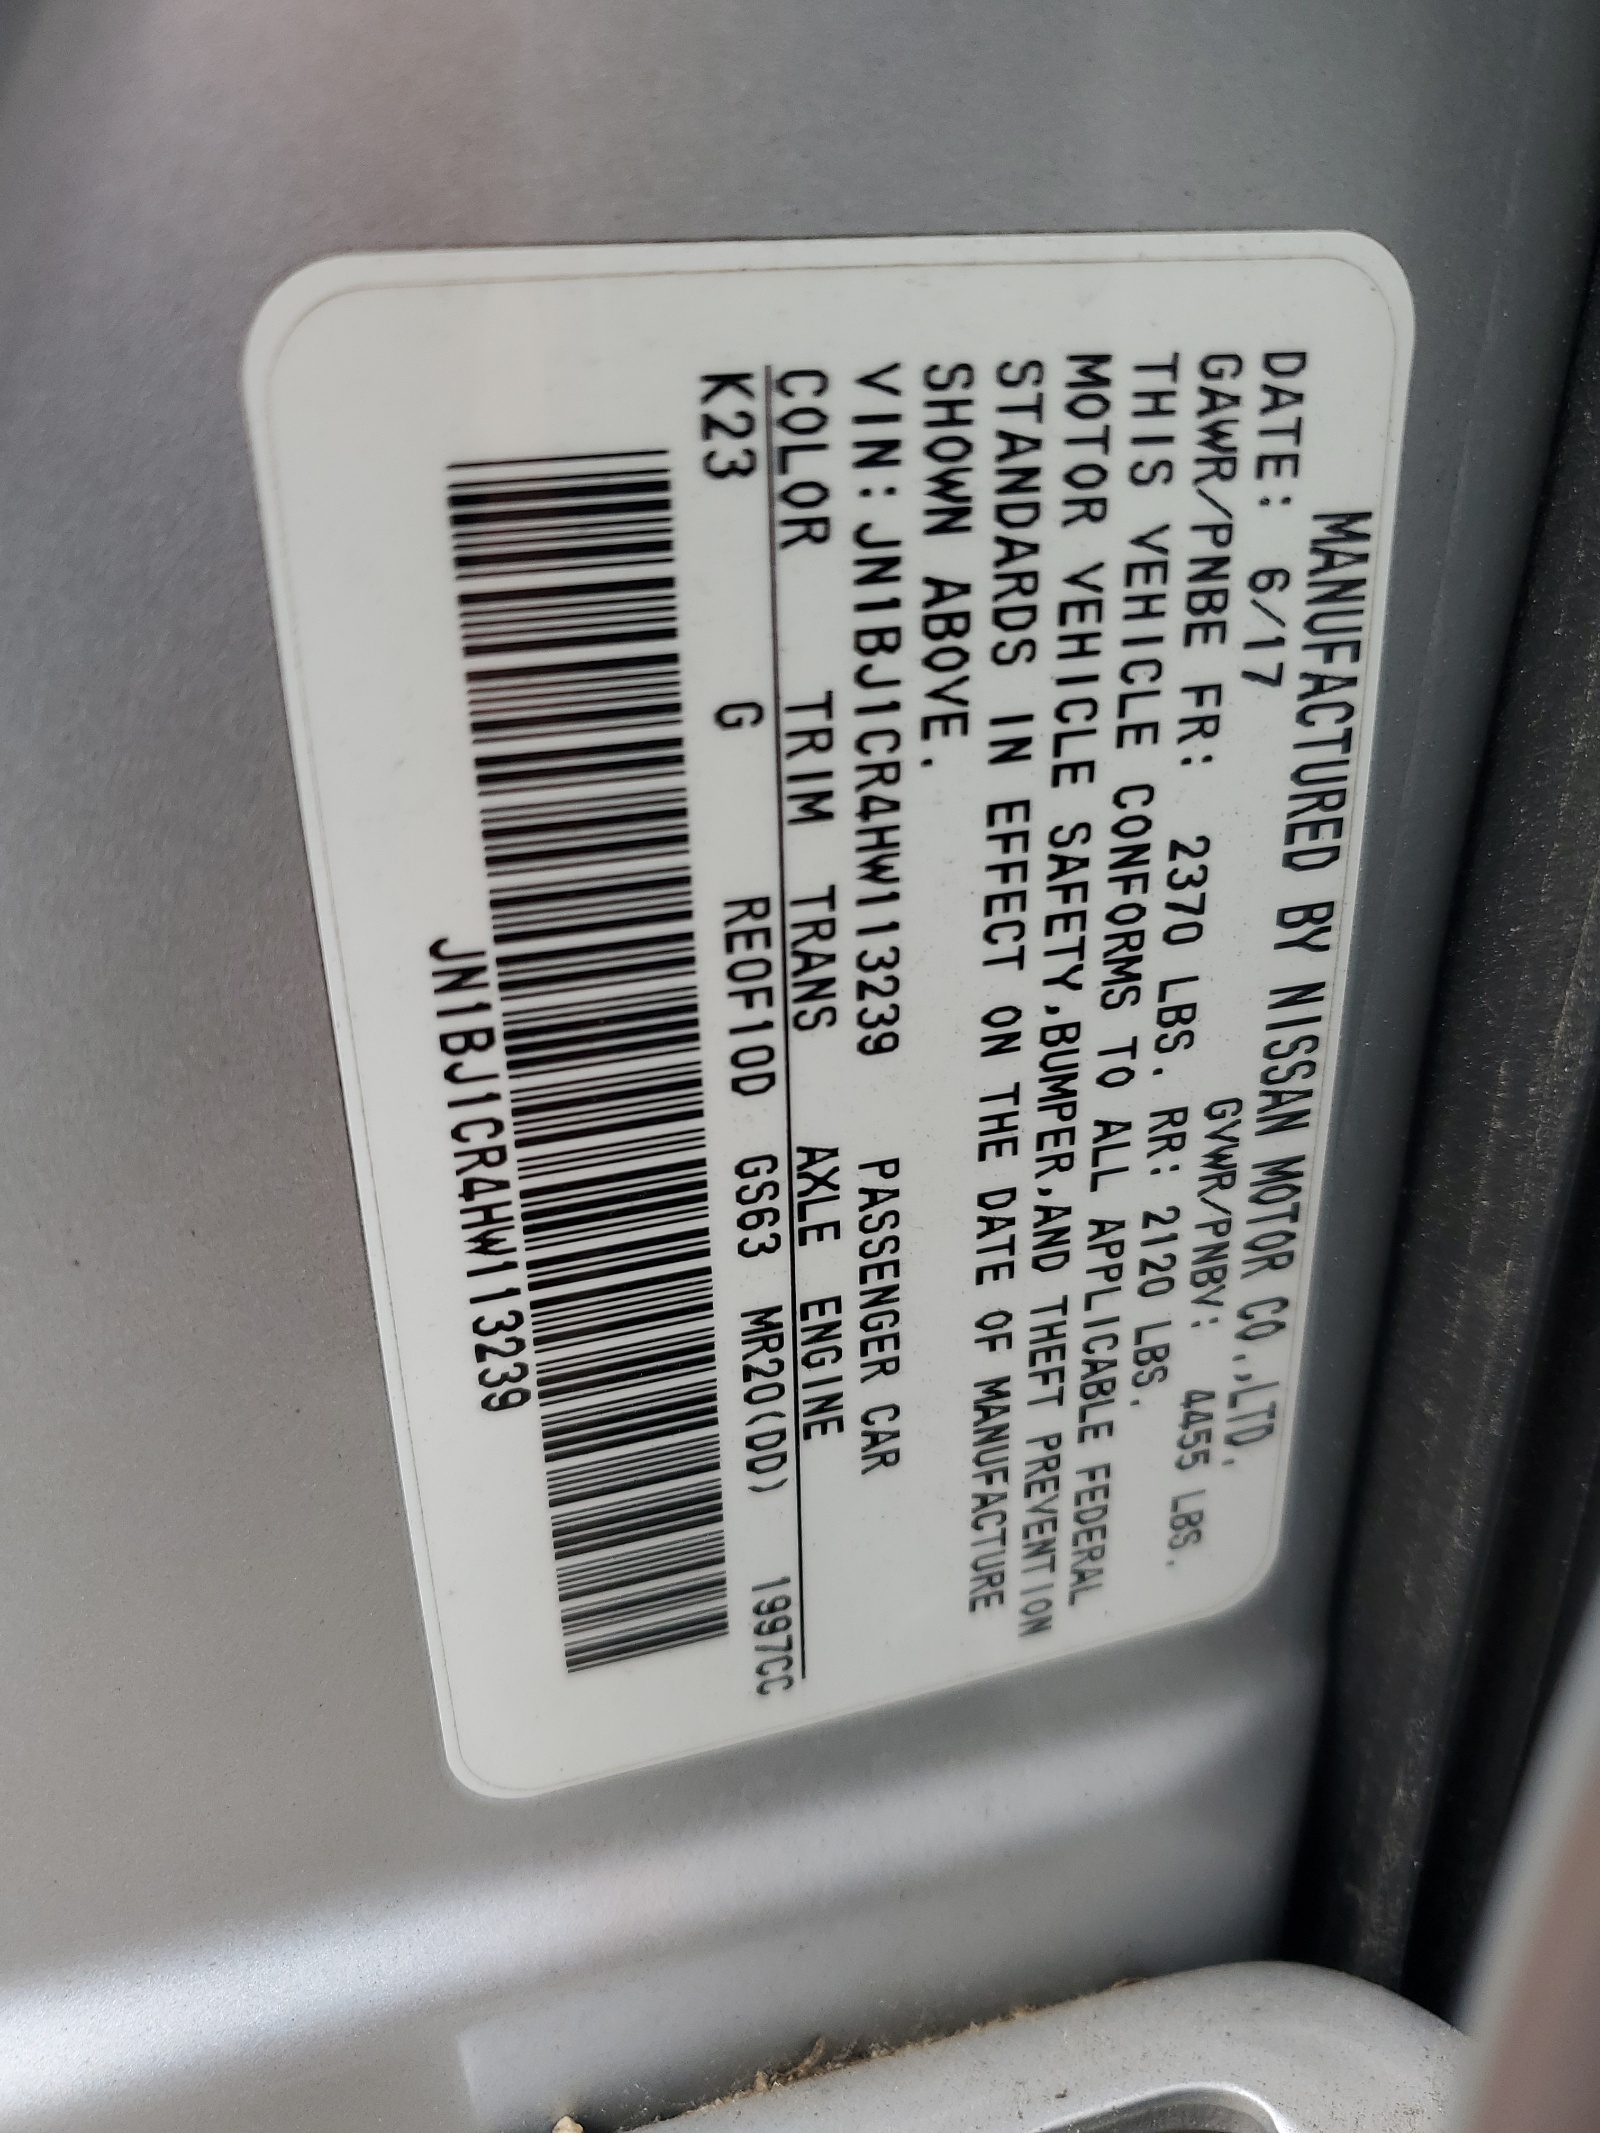 MANUFACTURED BY NISSAN MOTOR CO.,LTD.
DATE: 6/17 GVWR/PNBV: 4455 LBS.
GAWR/PNBE FR: 2370 LBS. RR: 2120 LBS.
THIS VEHICLE CONFORMS TO ALL APPLICABLE FEDERAL
MOTOR VEHICLE SAFETY,BUMPER,AND THEFT PREVENTION
STANDARDS IN EFFECT ON THE DATE OF MANUFACTURE
SHOWN ABOVE.
VIN:JN1BJ1CR4HW113239 PASSENGER CAR
COLOR TRIM TRANS AXLE ENGINE
K23 G RE0F10D GS63 MR20(DD) 1997CC
JN1BJ1CR4HW113239